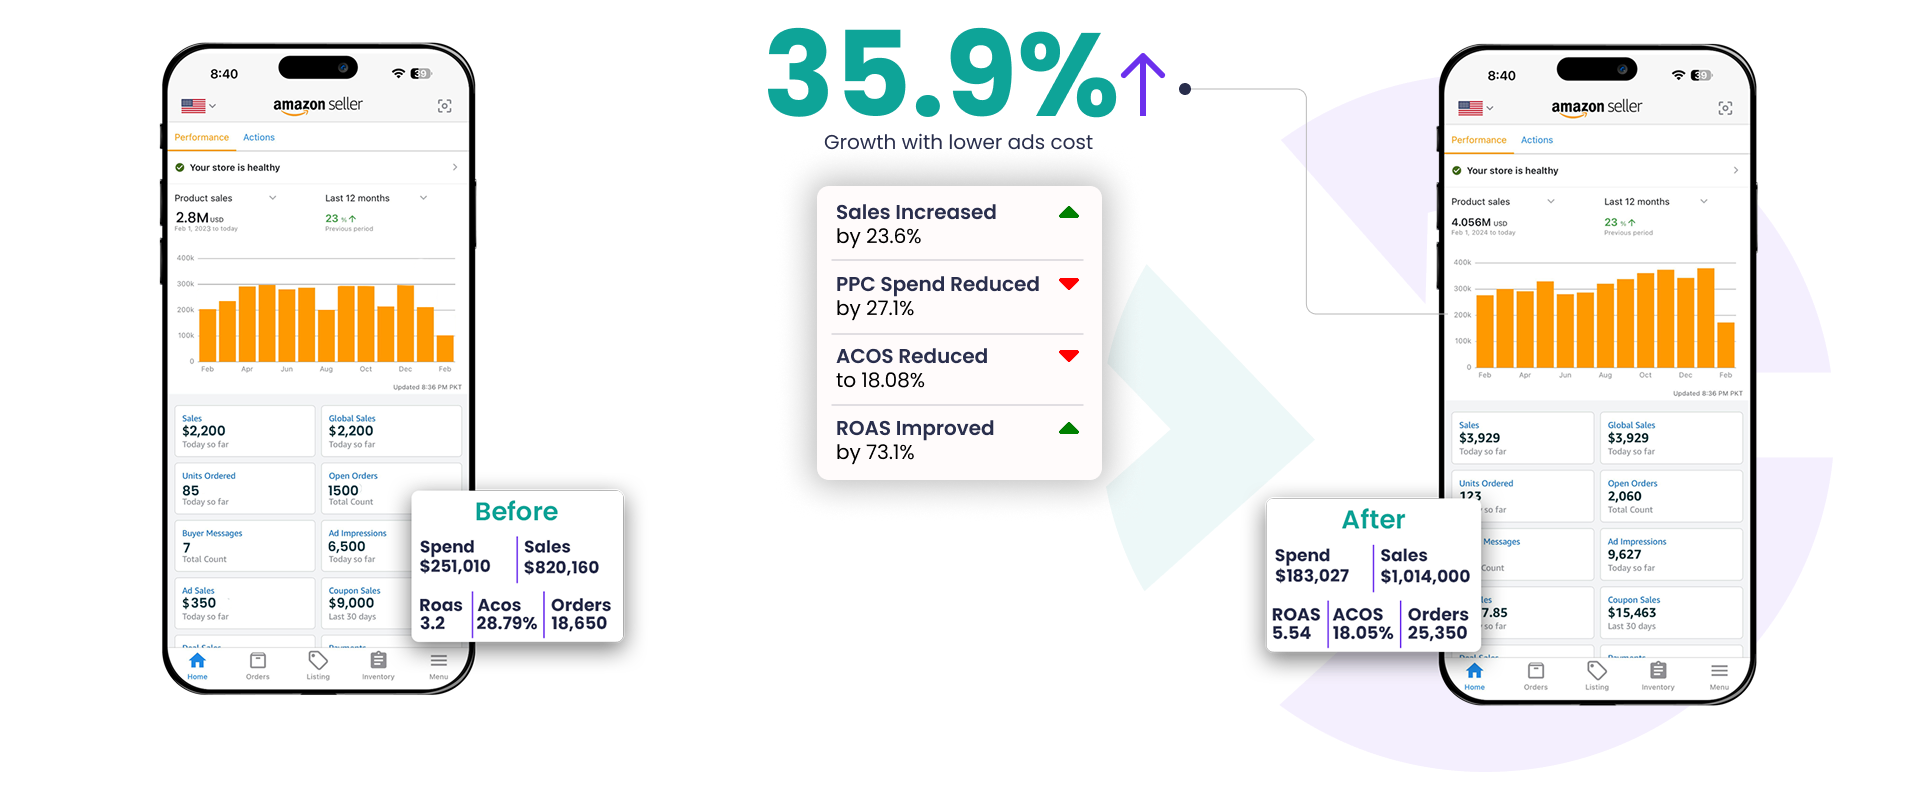 8:40
39
amazon seller
Performance
Actions
Your store is healthy
Product sales
Last 12 months
2.8M USD
23 %
Feb 1, 2023 to today
Previous period
400k
300k
200k
100k
0
Feb
Apr
Jun
Aug
Oct
Dec
Feb
Updated 8:36 PM PKT
Sales
$2,200
Today so far
Global Sales
$2,200
Today so far
Units Ordered
85
Today so far
Open Orders
1500
Total Count
Buyer Messages
7
Total Count
Ad Impressions
6,500
Today so far
Ad Sales
$350
Today so far
Coupon Sales
$9,000
Last 30 days
Home
Orders
Listing
Inventory
Menu
Before
Spend
$251,010
Sales
$820,160
Roas
3.2
Acos
28.79%
Orders
18,650
35.9%
Growth with lower ads cost
Sales Increased
by 23.6%
PPC Spend Reduced
by 27.1%
ACOS Reduced
to 18.08%
ROAS Improved
by 73.1%
8:40
39
amazon seller
Performance
Actions
Your store is healthy
Product sales
Last 12 months
4.056M USD
23 %
Feb 1, 2024 to today
Previous period
400k
300k
200k
100k
0
Feb
Apr
Jun
Aug
Oct
Dec
Feb
Updated 8:36 PM PKT
Sales
$3,929
Today so far
Global Sales
$3,929
Today so far
Units Ordered
123
Open Orders
2,060
Total Count
Messages
Count
Ad Impressions
9,627
Today so far
7.85
so far
Coupon Sales
$15,463
Last 30 days
Home
Orders
Listing
Inventory
Menu
After
Spend
$183,027
Sales
$1,014,000
ROAS
5.54
ACOS
18.05%
Orders
25,350